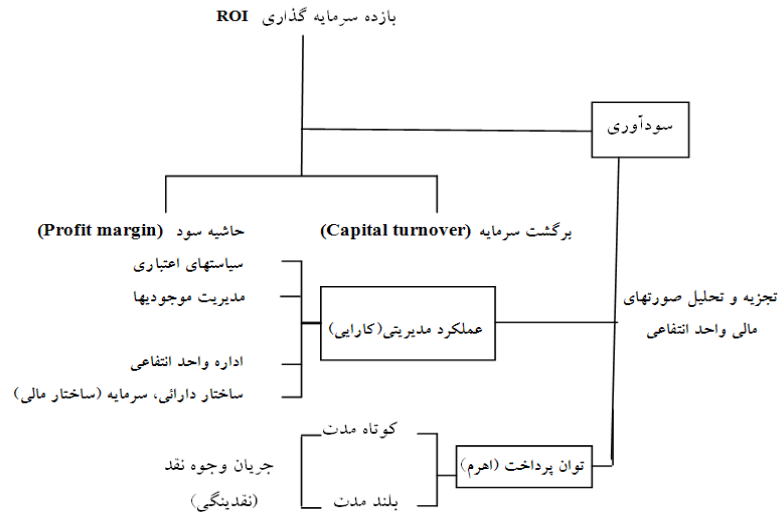 بازده سرمایه گذاری ROI
سودآوری
برگشت سرمایه (Capital turnover)
حاشیه سود (Profit margin)
سیاستهای اعتباری
مدیریت موجودیها
تجزیه و تحلیل صورتهای
مالی واحد انتفاعی
عملکرد مدیریتی(کارایی)
اداره واحد انتفاعی
ساختار دارائی، سرمایه (ساختار مالی)
کوتاه مدت
توان پرداخت (اهرم)
جریان وجوه نقد
بلند مدت
(نقدینگی)